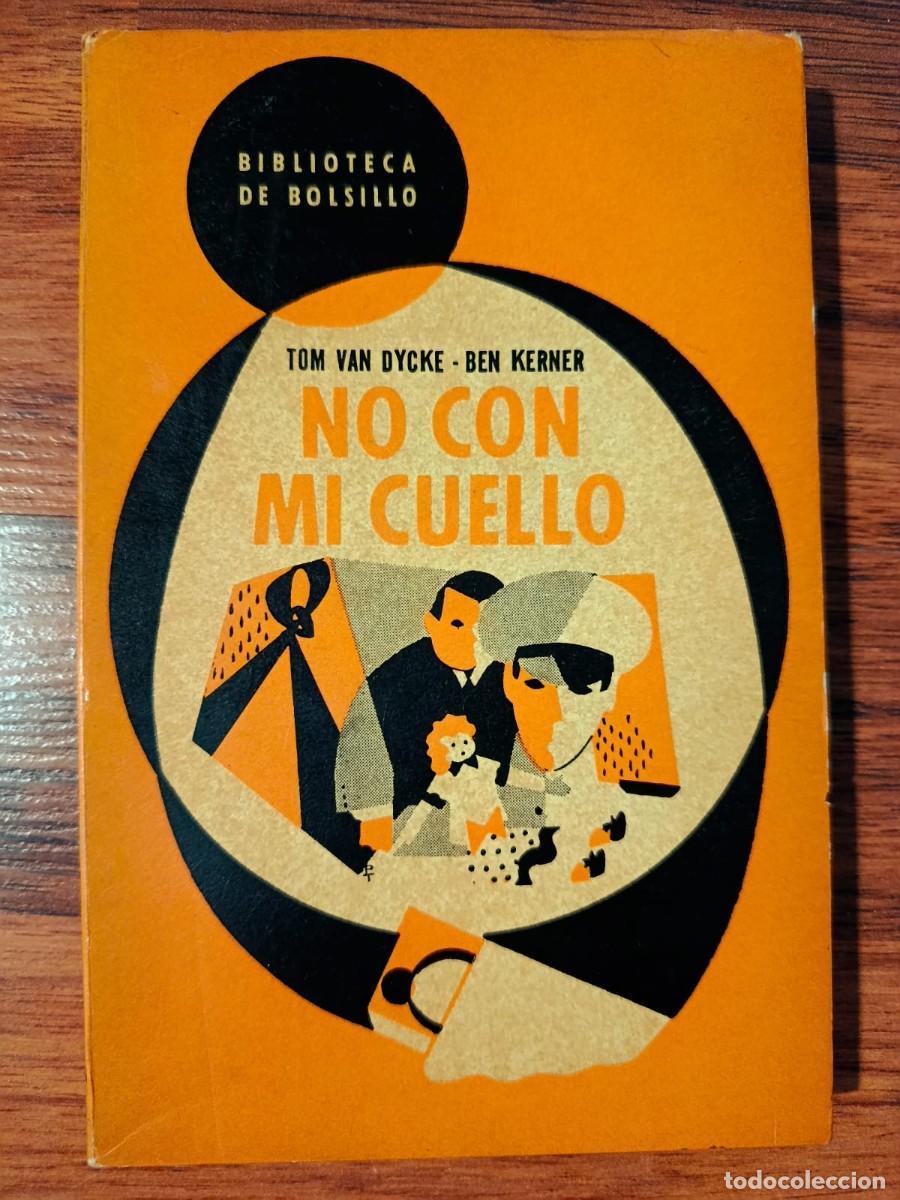 BIBLIOTECA
DE BOLSILLO
TOM VAN DYCKE - BEN KERNER
NO CON
MI CUELLO
todocoleccion